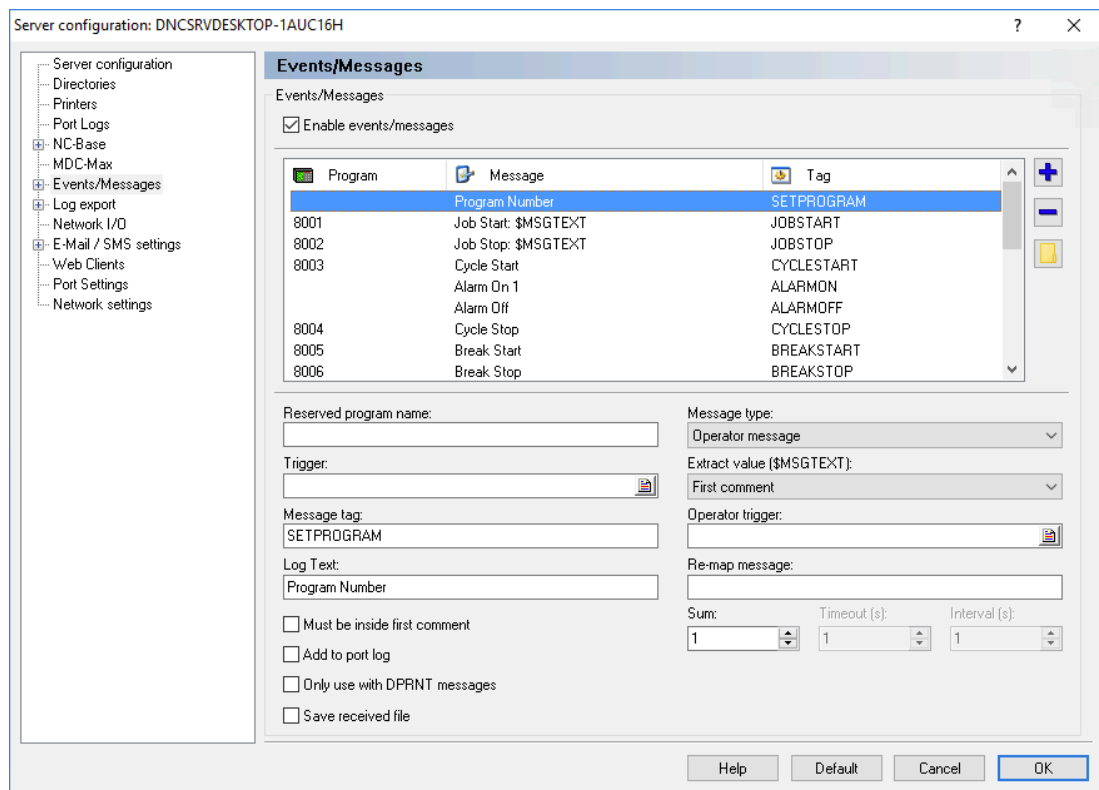 Server configuration: DNCSRVDESKTOP-1AUC16H
?
Server configuration
Directories
Printers
Port Logs
NC-Base
MDC-Max
Events/Messages
Log export
Network I/O
E-Mail / SMS settings
Web Clients
Port Settings
Network settings
Events/Messages
Events/Messages
Enable events/messages
Program Message Tag
Program Number SETPROGRAM
8001 Job Start: $MSGTEXT JOBSTART
8002 Job Stop: $MSGTEXT JOBSTOP
8003 Cycle Start CYCLESTART
Alarm On 1 ALARMON
Alarm Off ALARMOFF
8004 Cycle Stop CYCLESTOP
8005 Break Start BREAKSTART
8006 Break Stop BREAKSTOP
Reserved program name:
Trigger:
Message tag:
SETPROGRAM
Log Text:
Program Number
Must be inside first comment
Add to port log
Only use with DPRNT messages
Save received file
Message type:
Operator message
Extract value ($MSGTEXT):
First comment
Operator trigger:
Re-map message:
Sum: Timeout (s): Interval (s):
1 1 1
Help Default Cancel OK